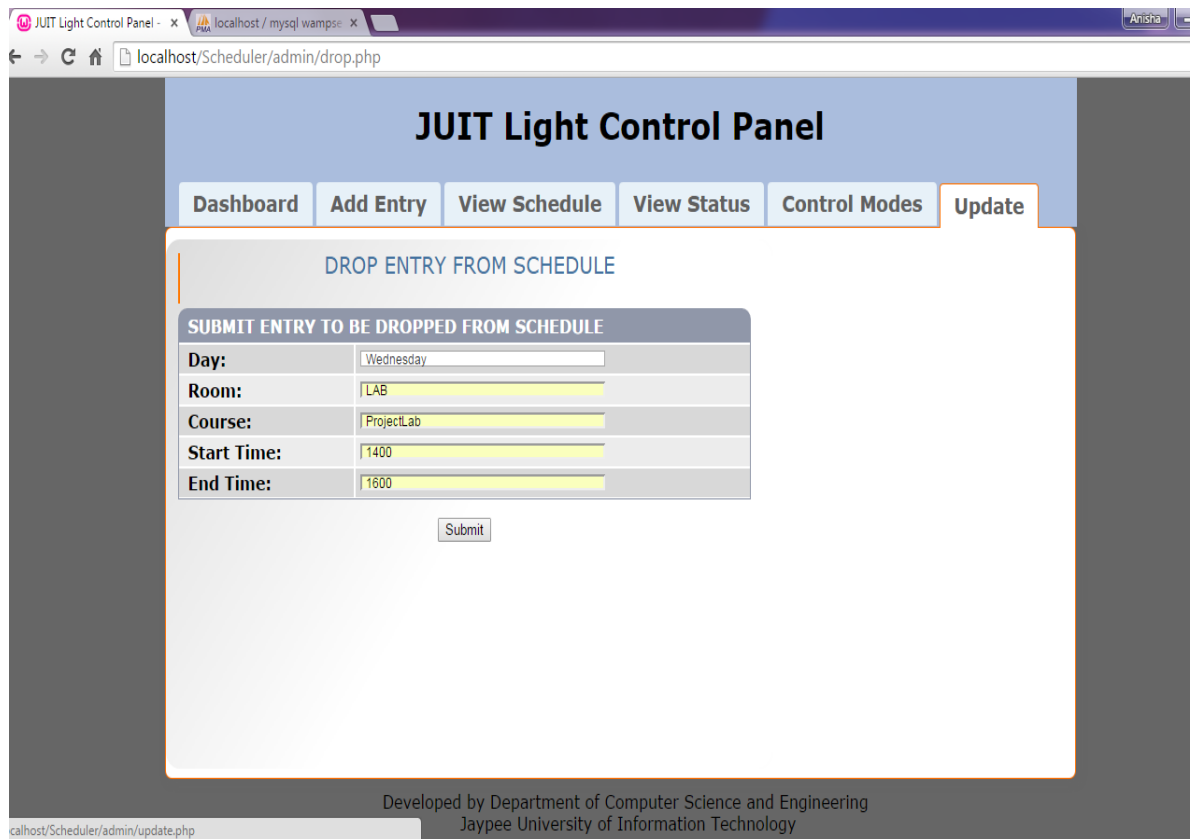 JUIT Light Control Panel - x localhost / mysql wampse x Anisha
localhost/Scheduler/admin/drop.php
JUIT Light Control Panel
Dashboard Add Entry View Schedule View Status Control Modes Update
DROP ENTRY FROM SCHEDULE
SUBMIT ENTRY TO BE DROPPED FROM SCHEDULE
Day: Wednesday
Room: LAB
Course: ProjectLab
Start Time: 1400
End Time: 1600
Submit
Developed by Department of Computer Science and Engineering
Jaypee University of Information Technology
ocalhost/Scheduler/admin/update.php